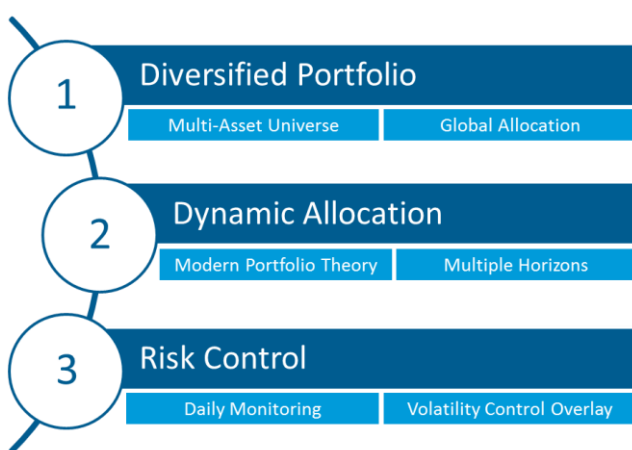 1
Diversified Portfolio
Multi-Asset Universe
Global Allocation
2
Dynamic Allocation
Modern Portfolio Theory
Multiple Horizons
3
Risk Control
Daily Monitoring
Volatility Control Overlay